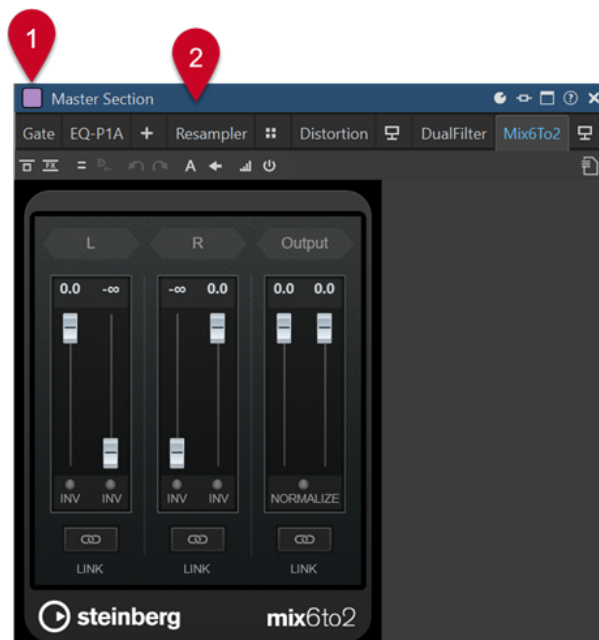 1
2
Master Section
Gate EQ-P1A + Resampler Distortion DualFilter Mix6To2
FX = A
L R Output
0.0 -∞ -∞ 0.0 0.0 0.0
INV INV INV INV NORMALIZE
LINK LINK LINK
steinberg mix6to2